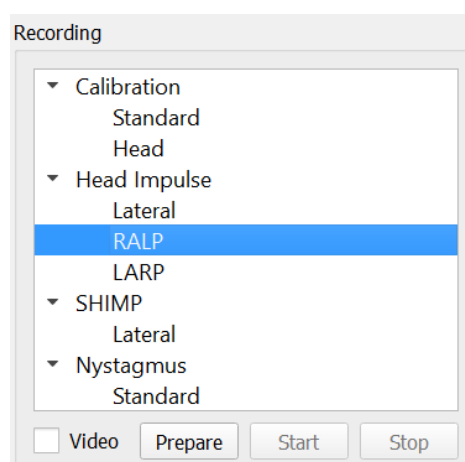 Recording
Calibration
Standard
Head
Head Impulse
Lateral
RALP
LARP
SHIMP
Lateral
Nystagmus
Standard
Video Prepare Start Stop